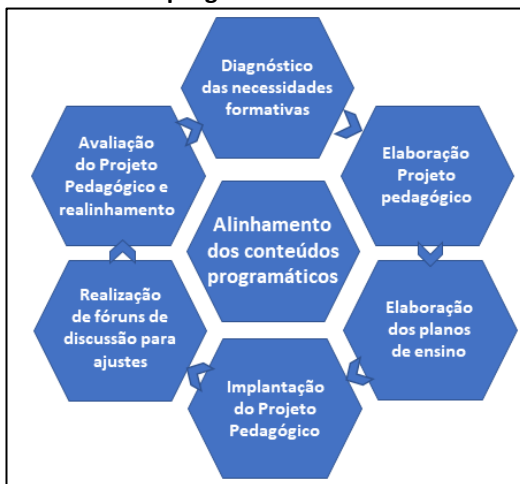 Diagnóstico
das necessidades
formativas
Elaboração
Projeto
pedagógico
Elaboração
dos planos
de ensino
Implantação
do Projeto
Pedagógico
Realização
de fóruns de
discussão para
ajustes
Avaliação
do Projeto
Pedagógico e
realinhamento
Alinhamento
dos conteúdos
programáticos